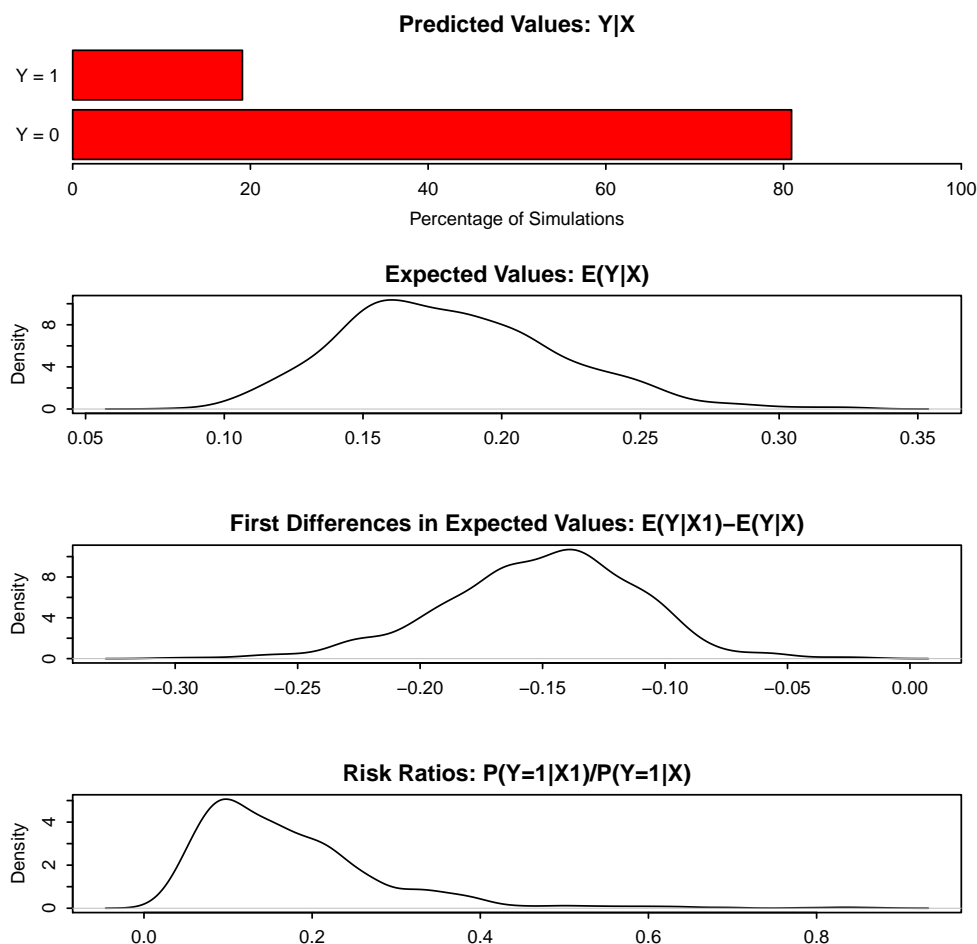 Predicted Values: Y|X
Y = 1
Y = 0
0 20 40 60 80 100
Percentage of Simulations
Expected Values: E(Y|X)
Density
0 4 8
0.05 0.10 0.15 0.20 0.25 0.30 0.35
First Differences in Expected Values: E(Y|X1)−E(Y|X)
Density
0 4 8
−0.30 −0.25 −0.20 −0.15 −0.10 −0.05 0.00
Risk Ratios: P(Y=1|X1)/P(Y=1|X)
Density
0 2 4
0.0 0.2 0.4 0.6 0.8